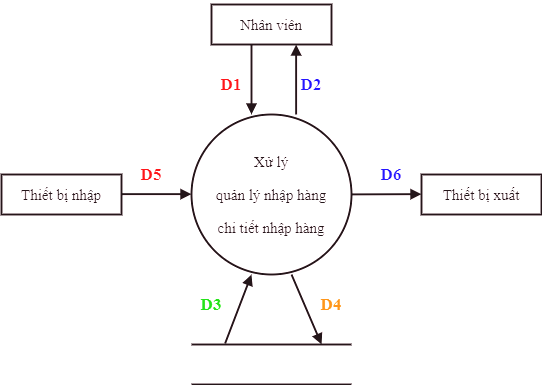 Nhân viên
D1
D2
Xử lý
quản lý nhập hàng
chi tiết nhập hàng
Thiết bị nhập
D5
D6
Thiết bị xuất
D3
D4